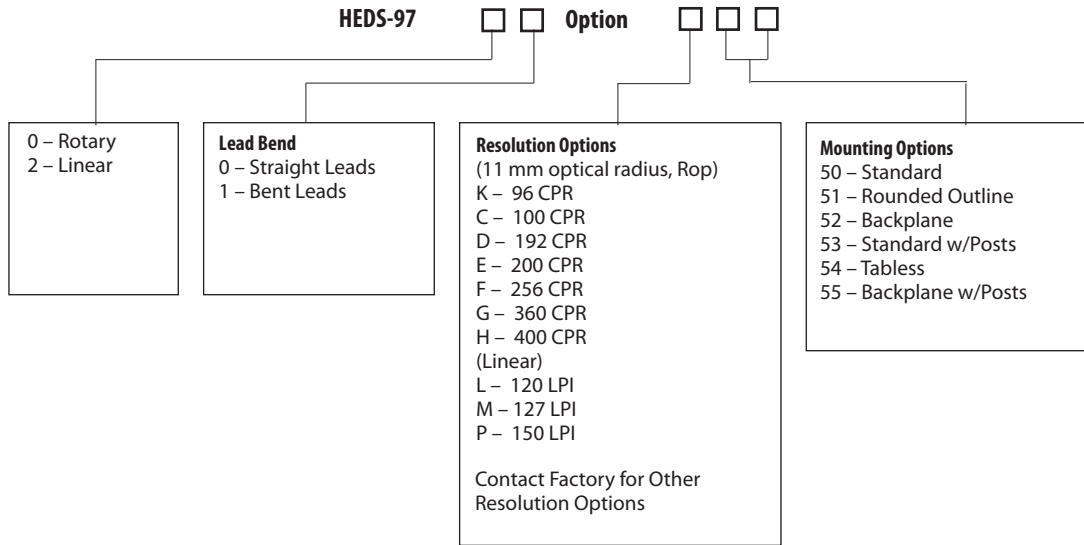 HEDS-97 Option
0 – Rotary
2 – Linear
Lead Bend
0 – Straight Leads
1 – Bent Leads
Resolution Options
(11 mm optical radius, Rop)
K – 96 CPR
C – 100 CPR
D – 192 CPR
E – 200 CPR
F – 256 CPR
G – 360 CPR
H – 400 CPR
(Linear)
L – 120 LPI
M – 127 LPI
P – 150 LPI
Contact Factory for Other
Resolution Options
Mounting Options
50 – Standard
51 – Rounded Outline
52 – Backplane
53 – Standard w/Posts
54 – Tabless
55 – Backplane w/Posts